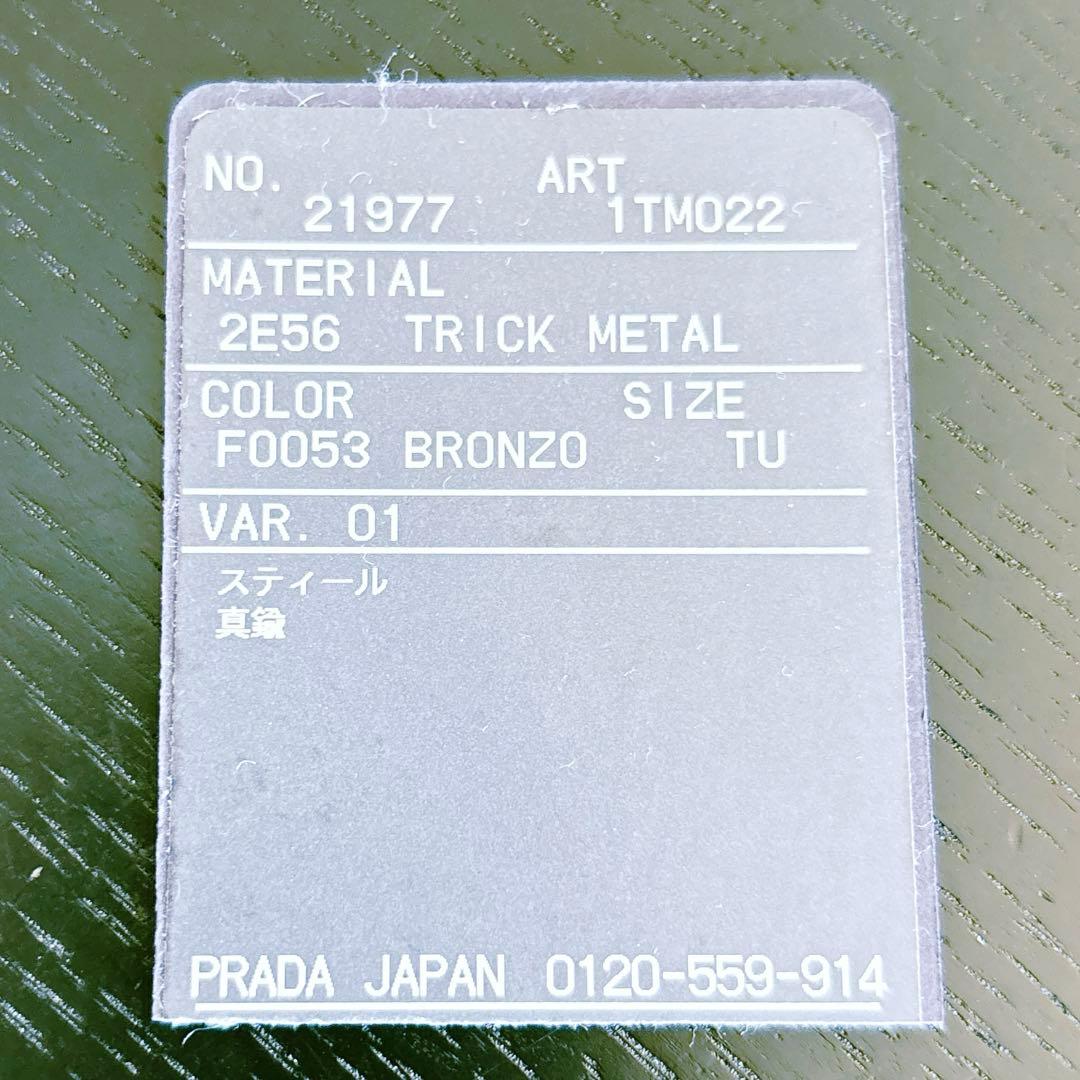 NO. ART
21977 1TM022
MATERIAL
2E56 TRICK METAL
COLOR SIZE
F0053 BRONZO TU
VAR. 01
スティール
真鍮
PRADA JAPAN 0120-559-914